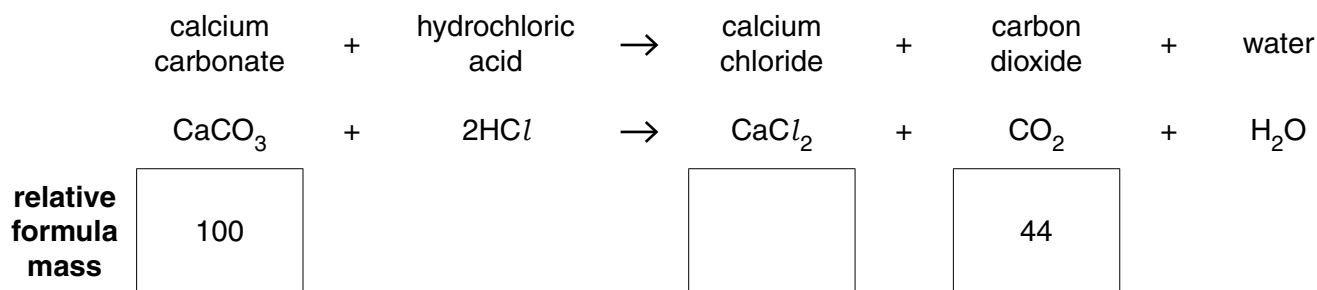 calcium carbonate + hydrochloric acid → calcium chloride + carbon dioxide + water
CaCO₃ + 2HCl → CaCl₂ + CO₂ + H₂O
relative formula mass 100 44